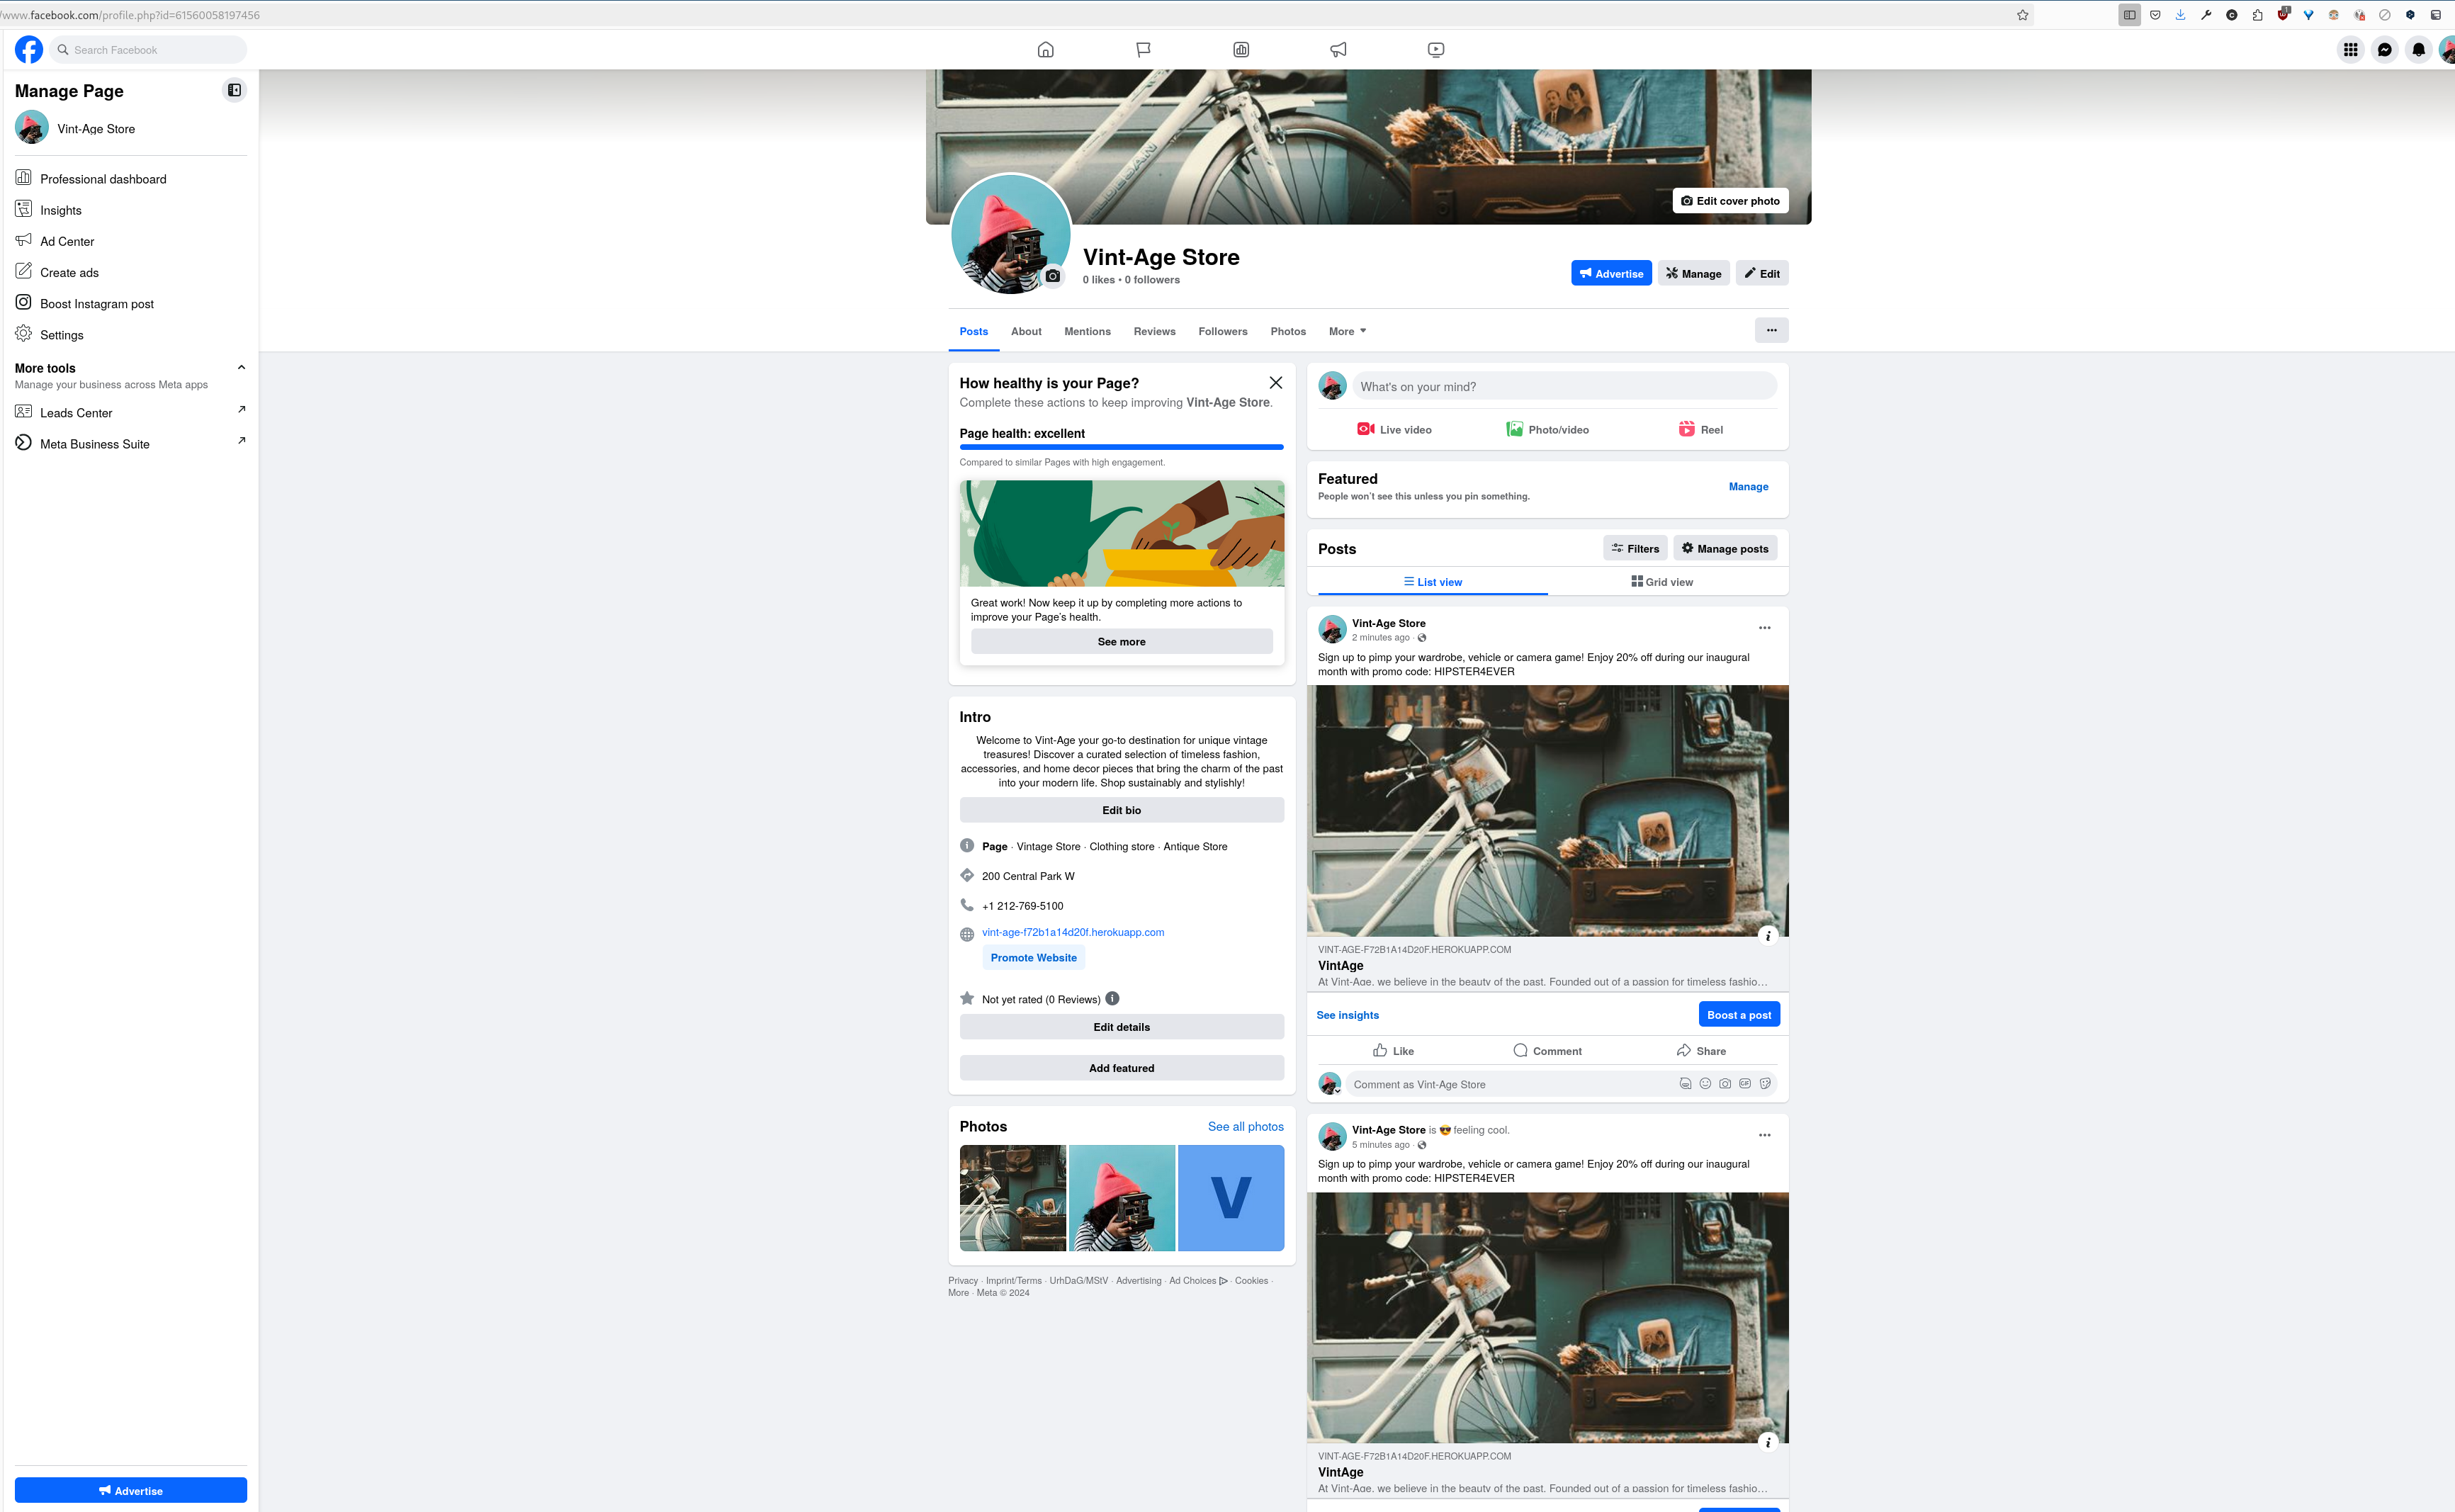 /www.facebook.com/profile.php?id=61560058197456
1
Search Facebook
Manage Page
Vint-Age Store
Professional dashboard
Insights
Ad Center
Create ads
Boost Instagram post
Settings
More tools
Manage your business across Meta apps
Leads Center
Meta Business Suite
Advertise
Edit cover photo
Vint-Age Store
0 likes • 0 followers
Advertise
Manage
Edit
Posts
About
Mentions
Reviews
Followers
Photos
More
How healthy is your Page?
Complete these actions to keep improving Vint-Age Store.
Page health: excellent
Compared to similar Pages with high engagement.
Great work! Now keep it up by completing more actions to
improve your Page's health.
See more
Intro
Welcome to Vint-Age your go-to destination for unique vintage
treasures! Discover a curated selection of timeless fashion,
accessories, and home decor pieces that bring the charm of the past
into your modern life. Shop sustainably and stylishly!
Edit bio
Page · Vintage Store · Clothing store · Antique Store
200 Central Park W
+1 212-769-5100
vint-age-f72b1a14d20f.herokuapp.com
Promote Website
Not yet rated (0 Reviews)
Edit details
Add featured
Photos
See all photos
V
Privacy · Imprint/Terms · UrhDaG/MStV · Advertising · Ad Choices · Cookies ·
More · Meta © 2024
What's on your mind?
Live video
Photo/video
Reel
Featured
People won't see this unless you pin something.
Manage
Posts
Filters
Manage posts
List view
Grid view
Vint-Age Store
2 minutes ago ·
Sign up to pimp your wardrobe, vehicle or camera game! Enjoy 20% off during our inaugural
month with promo code: HIPSTER4EVER
VINT-AGE-F72B1A14D20F.HEROKUAPP.COM
VintAge
At Vint-Age, we believe in the beauty of the past. Founded out of a passion for timeless fashio…
See insights
Boost a post
Like
Comment
Share
Comment as Vint-Age Store
Vint-Age Store is 😎 feeling cool.
5 minutes ago ·
Sign up to pimp your wardrobe, vehicle or camera game! Enjoy 20% off during our inaugural
month with promo code: HIPSTER4EVER
VINT-AGE-F72B1A14D20F.HEROKUAPP.COM
VintAge
At Vint-Age, we believe in the beauty of the past. Founded out of a passion for timeless fashio…